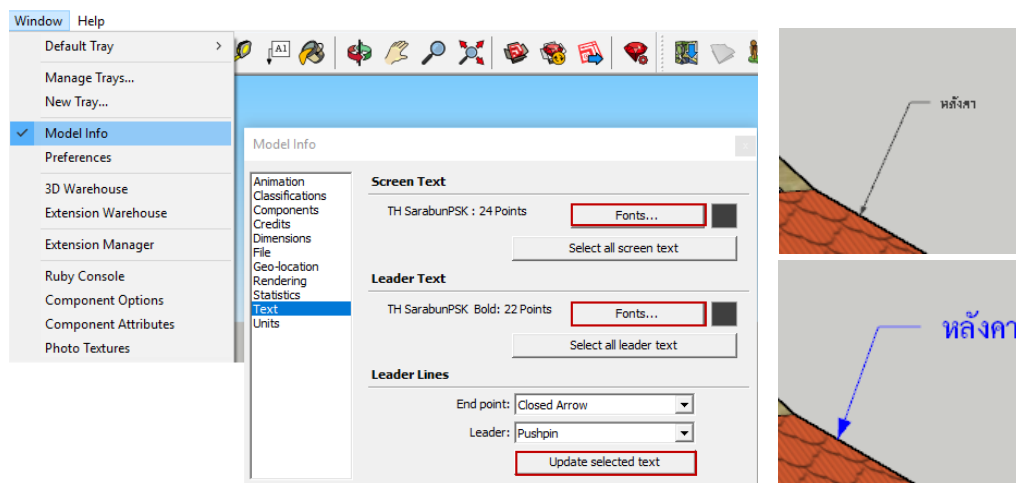 Window Help
Default Tray
Manage Trays...
New Tray...
Model Info
Preferences
3D Warehouse
Extension Warehouse
Extension Manager
Ruby Console
Component Options
Component Attributes
Photo Textures
A1
Model Info
Animation
Classifications
Components
Credits
Dimensions
File
Geo-location
Rendering
Statistics
Text
Units
Screen Text
TH SarabunPSK : 24 Points
Fonts...
Select all screen text
Leader Text
TH SarabunPSK Bold: 22 Points
Fonts...
Select all leader text
Leader Lines
End point: Closed Arrow
Leader: Pushpin
Update selected text
หลังคา
หลังคา